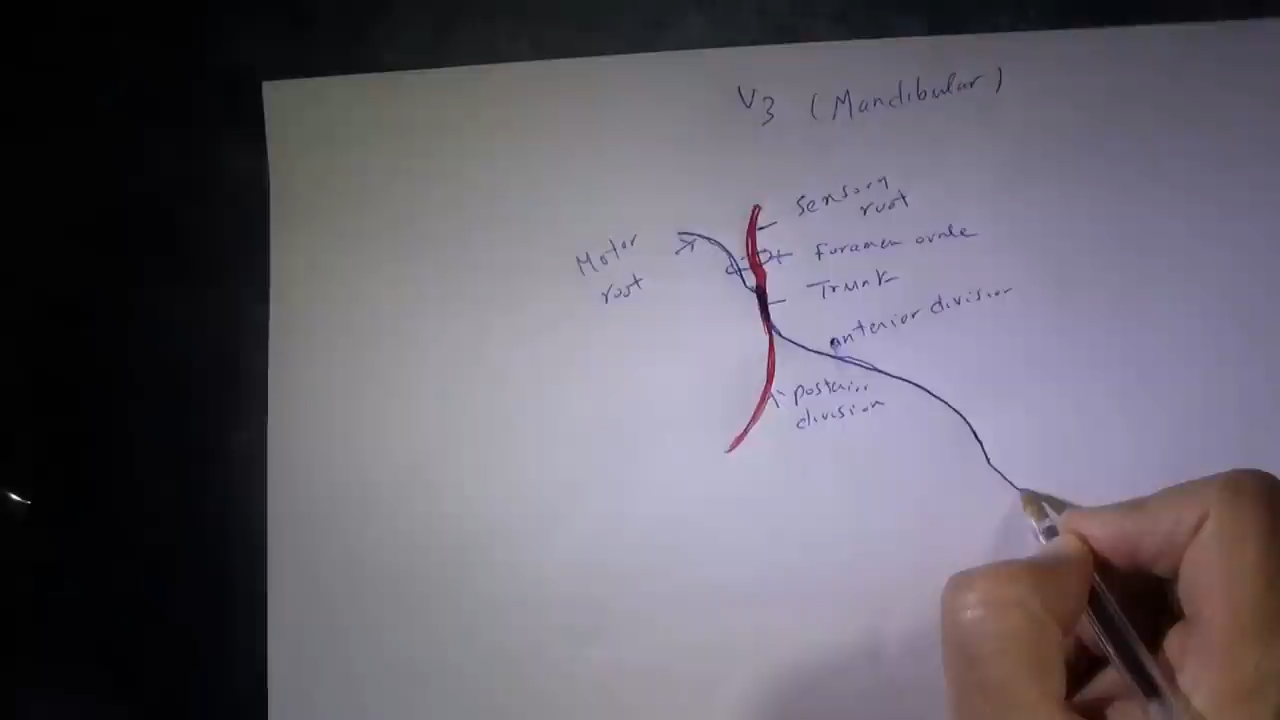 V3 (Mandibular)
Sensory
root
Motor
root
Foramen ovale
Trunk
anterior division
posterior
division